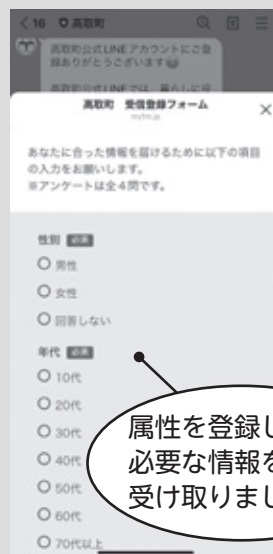 16 高取町
高取町公式LINEアカウントにご登
録ありがとうございます
高取町公式LINEでは、暮らしに役
高取町 受信登録フォーム
×
あなたに合った情報を届けるために以下の項目
の入力をお願いします。
※アンケートは全4問です。
性別 必須
男性
女性
回答しない
年代 必須
10代
20代
30代
40代
50代
60代
70代以上
属性を登録し
必要な情報を
受け取りまし